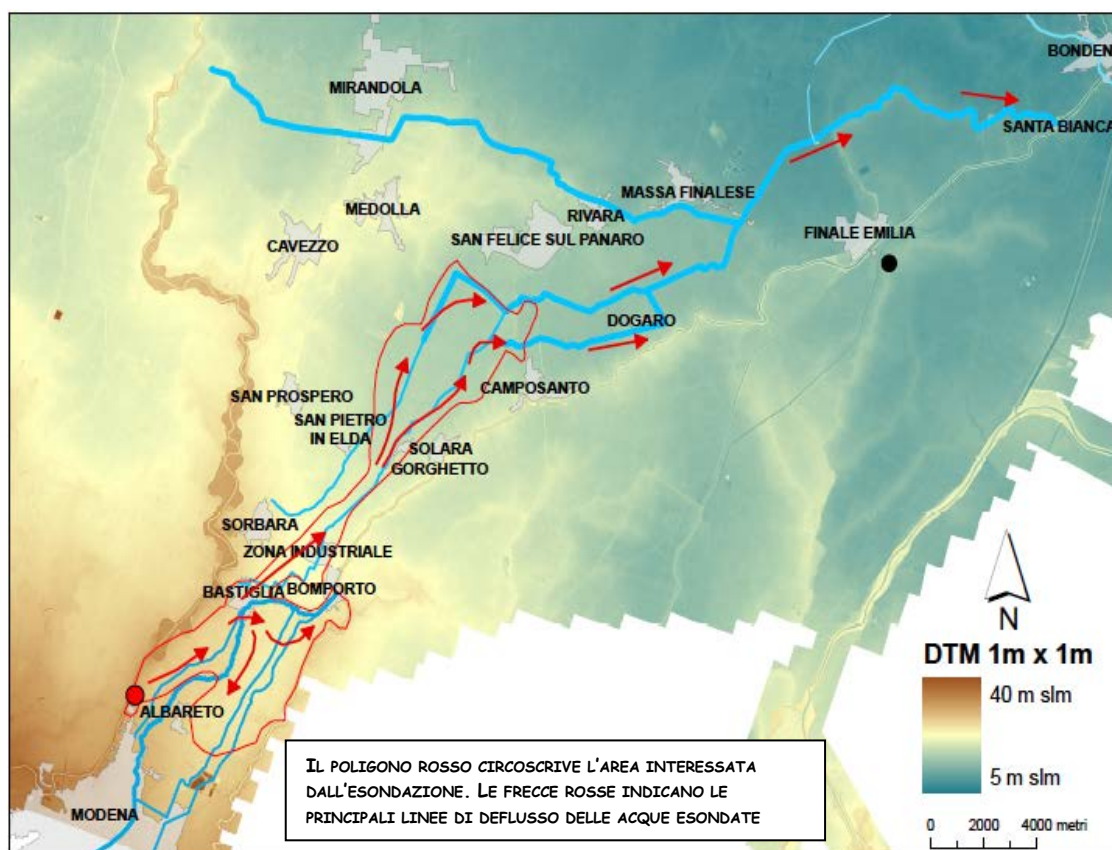 BONDEN
MIRANDOLA
SANTA BIANCA
MASSA FINALESE
MEDOLLA
RIVARA
FINALE EMILIA
CAVEZZO
SAN FELICE SUL PANARO
DOGARO
CAMPOSANTO
SAN PROSPERO
SAN PIETRO
IN ELDA
SOLARA
GORGHETTO
SORBARA
ZONA INDUSTRIALE
BASTIGLIA
BOMPORTO
ALBARETO
MODENA
N
DTM 1m x 1m
40 m slm
5 m slm
0 2000 4000 metri
IL POLIGONO ROSSO CIRCOSCRIVE L'AREA INTERESSATA
DALL'ESONDAZIONE. LE FRECCE ROSSE INDICANO LE
PRINCIPALI LINEE DI DEFLUSSO DELLE ACQUE ESONDATE